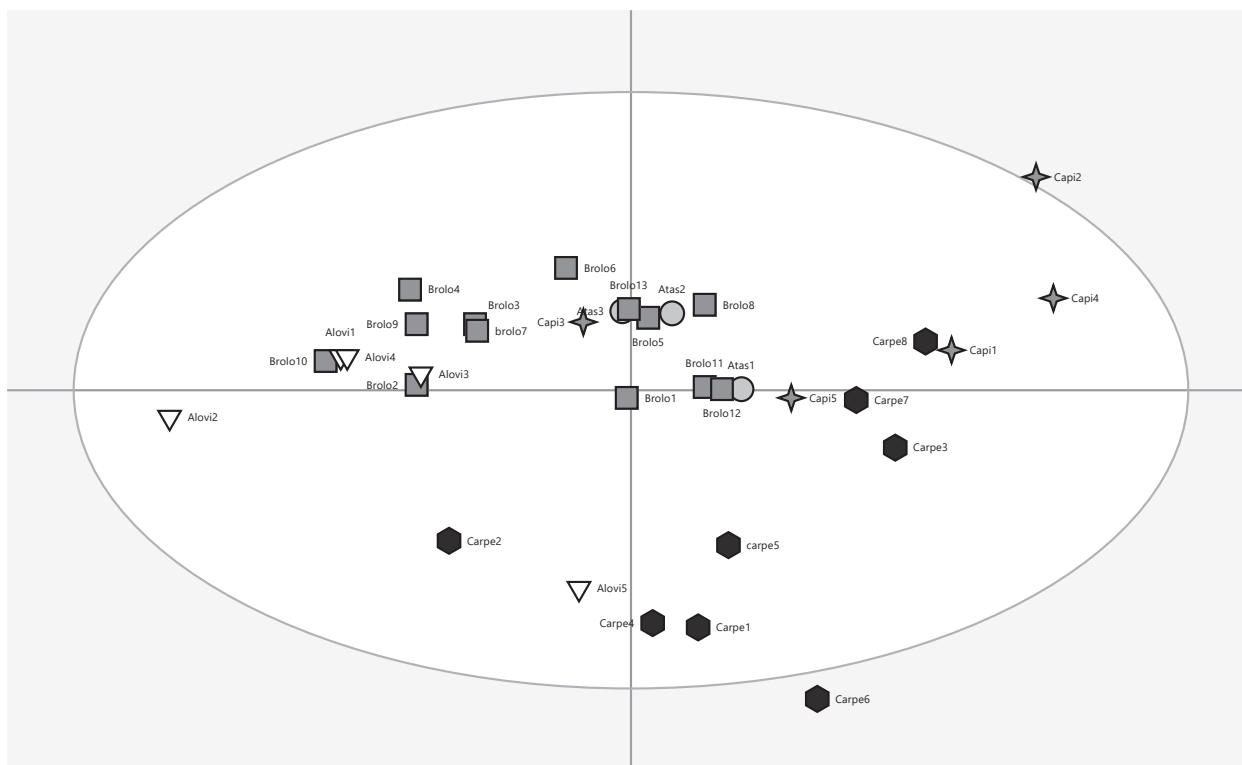 Capi2
Brolo6
Brolo4
Brolo13
Atas2
Capi4
Brolo3
Brolo8
Atas3
Brolo9
Capi3
brolo7
Alovi1
Brolo5
Carpe8
Capi1
Alovi4
Brolo10
Brolo11
Atas1
Alovi3
Brolo2
Brolo1
Capi5
Carpe7
Brolo12
Alovi2
Carpe3
Carpe2
carpe5
Alovi5
Carpe4
Carpe1
Carpe6